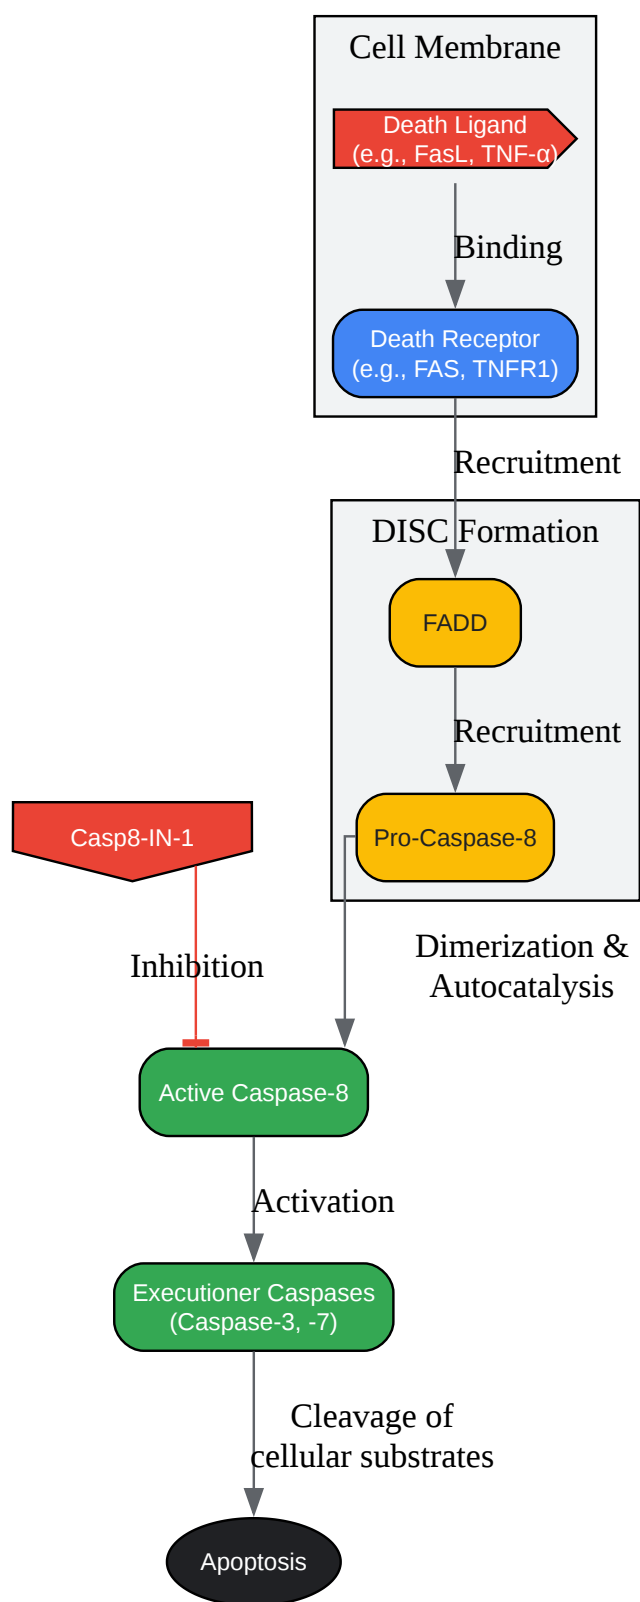 Cell Membrane
Death Ligand
(e.g., FasL, TNF-α)
Binding
Death Receptor
(e.g., FAS, TNFR1)
Recruitment
DISC Formation
FADD
Recruitment
Pro-Caspase-8
Casp8-IN-1
Dimerization &
Autocatalysis
Inhibition
Active Caspase-8
Activation
Executioner Caspases
(Caspase-3, -7)
Cleavage of
cellular substrates
Apoptosis